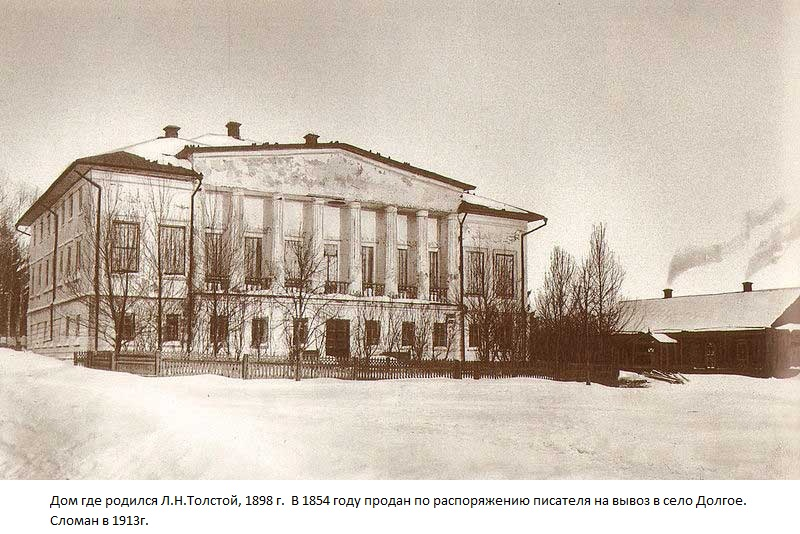 Дом где родился Л.Н.Толстой, 1898 г.  В 1854 году продан по распоряжению писателя на вывоз в село Долгое.
Сломан в 1913г.